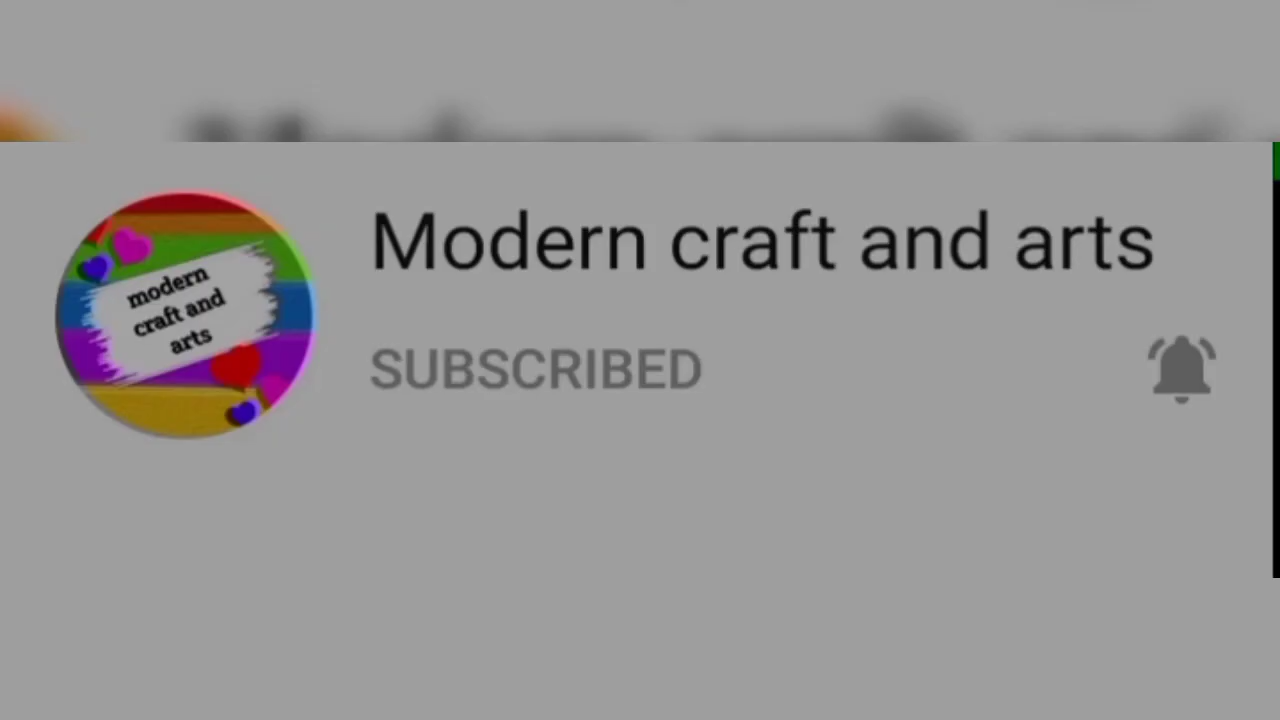 Modern craft and arts
modern
craft and
arts
SUBSCRIBED